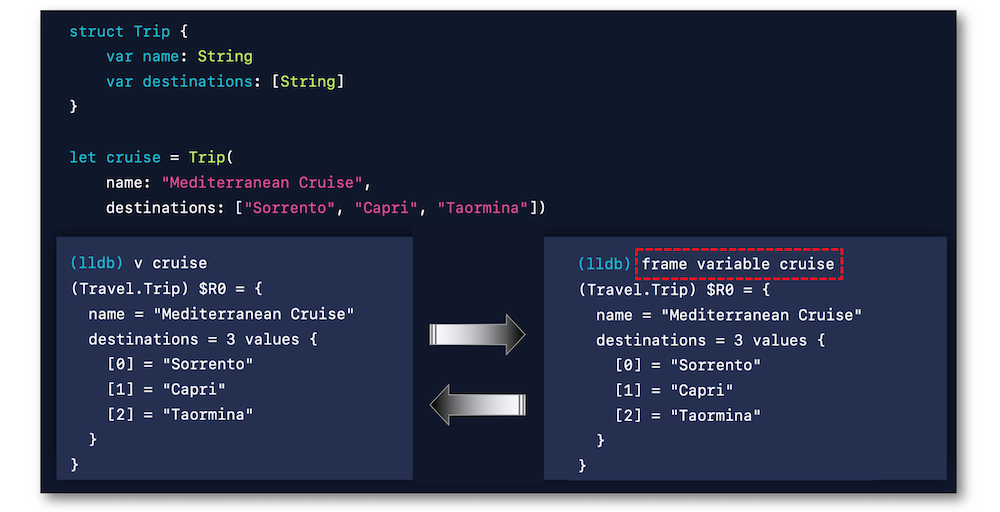 struct Trip {
    var name: String
    var destinations: [String]
}
let cruise = Trip(
    name: "Mediterranean Cruise",
    destinations: ["Sorrento", "Capri", "Taormina"])
(lldb) v cruise
(Travel.Trip) $R0 = {
  name = "Mediterranean Cruise"
  destinations = 3 values {
    [0] = "Sorrento"
    [1] = "Capri"
    [2] = "Taormina"
  }
}
(lldb) frame variable cruise
(Travel.Trip) $R0 = {
  name = "Mediterranean Cruise"
  destinations = 3 values {
    [0] = "Sorrento"
    [1] = "Capri"
    [2] = "Taormina"
  }
}